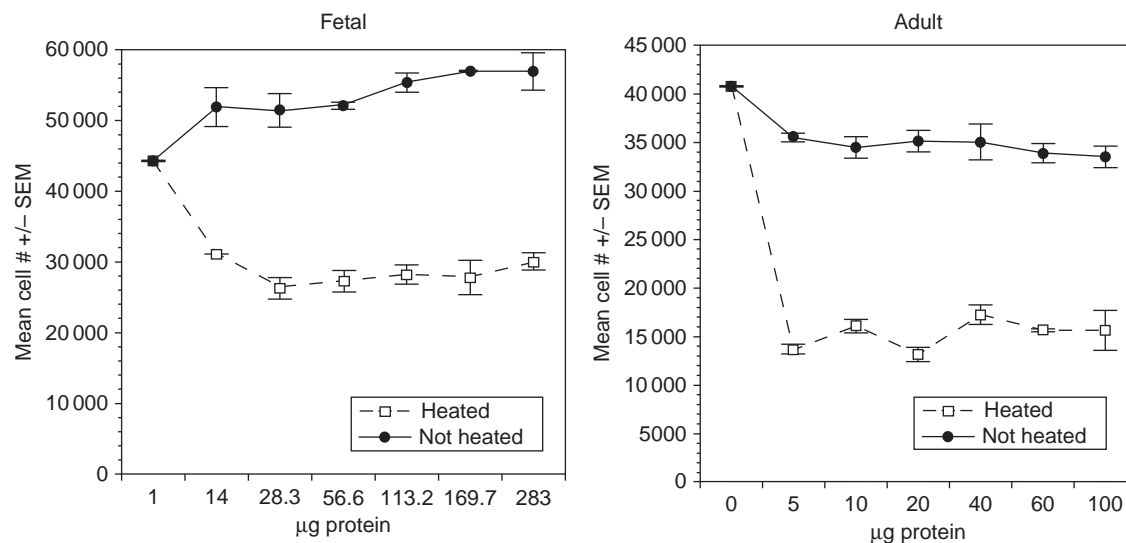 Fetal
Mean cell # +/− SEM
60 000
50 000
40 000
30 000
20 000
10 000
0
1 14 28.3 56.6 113.2 169.7 283
μg protein
Heated
Not heated
Adult
Mean cell # +/− SEM
45 000
40 000
35 000
30 000
25 000
20 000
15 000
10 000
5000
0
0 5 10 20 40 60 100
μg protein
Heated
Not heated